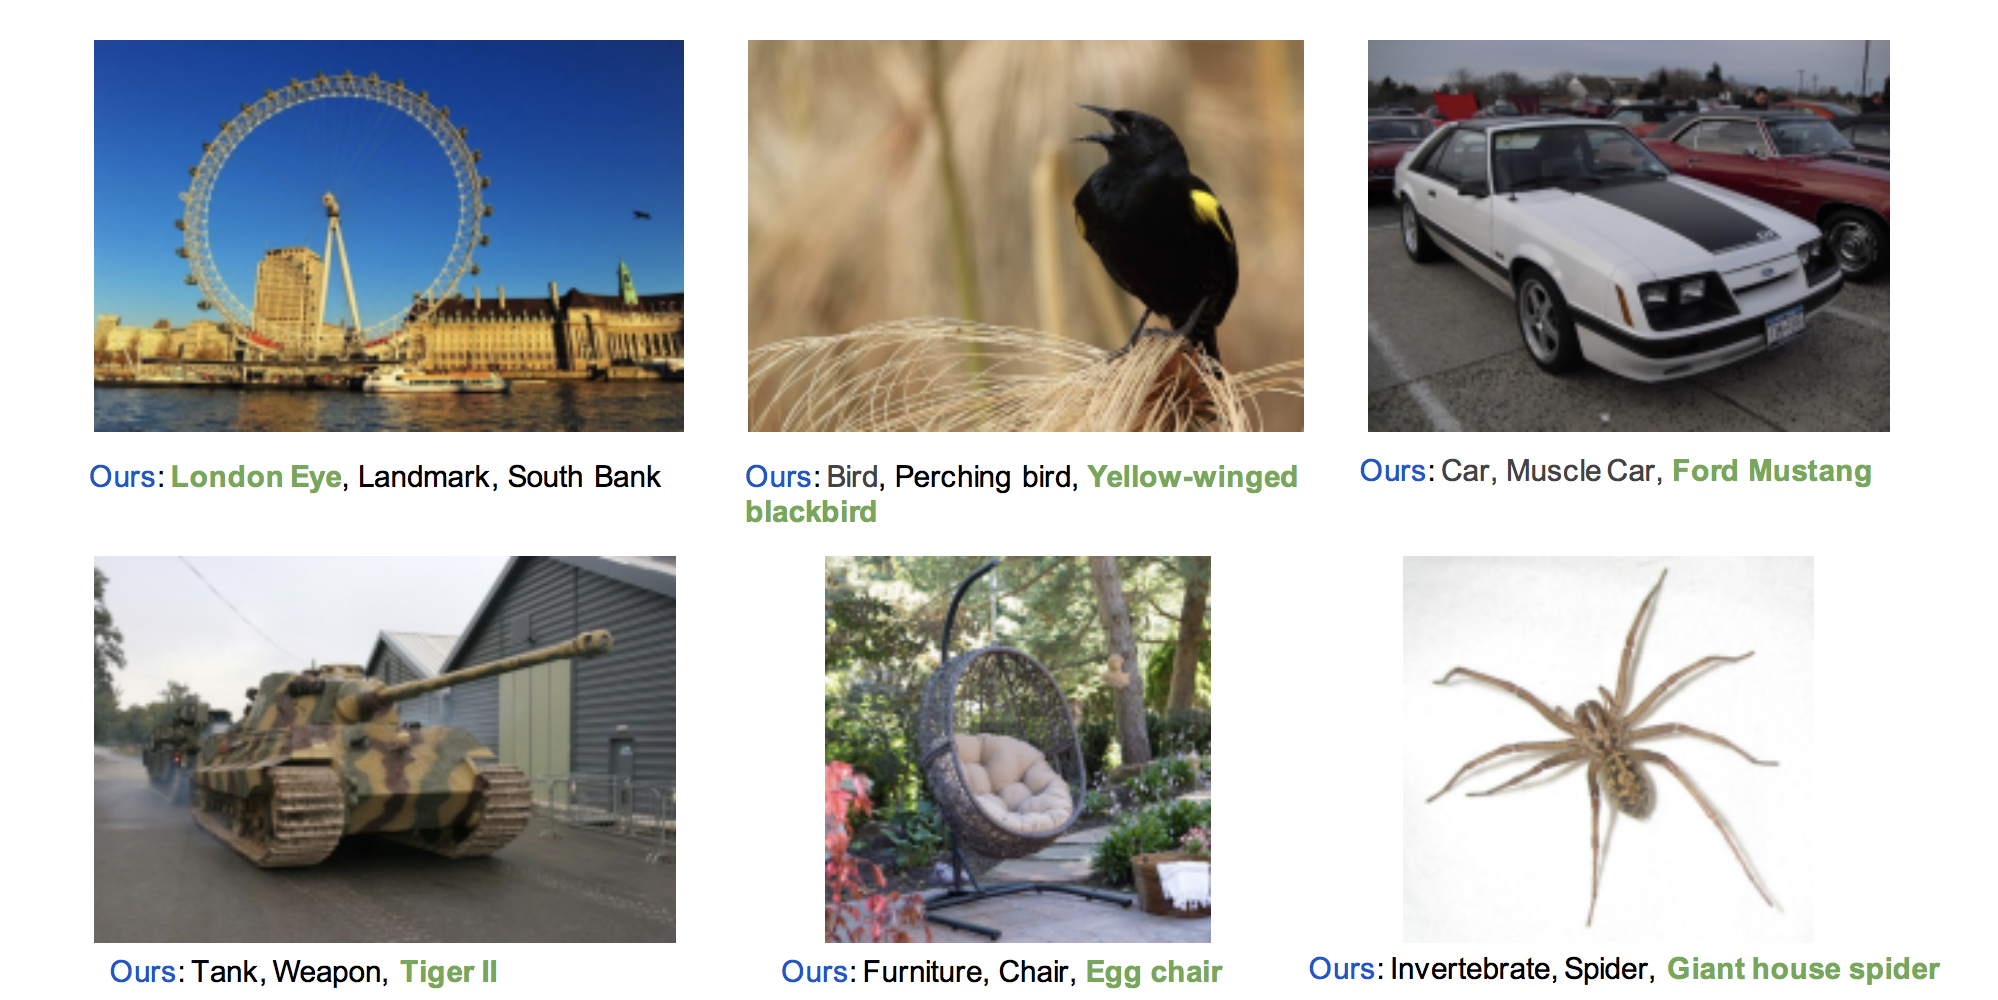 Ours: London Eye, Landmark, South Bank
Ours: Bird, Perching bird, Yellow-winged
blackbird
Ours: Car, Muscle Car, Ford Mustang
Ours: Tank, Weapon, Tiger II
Ours: Furniture, Chair, Egg chair
Ours: Invertebrate, Spider, Giant house spider